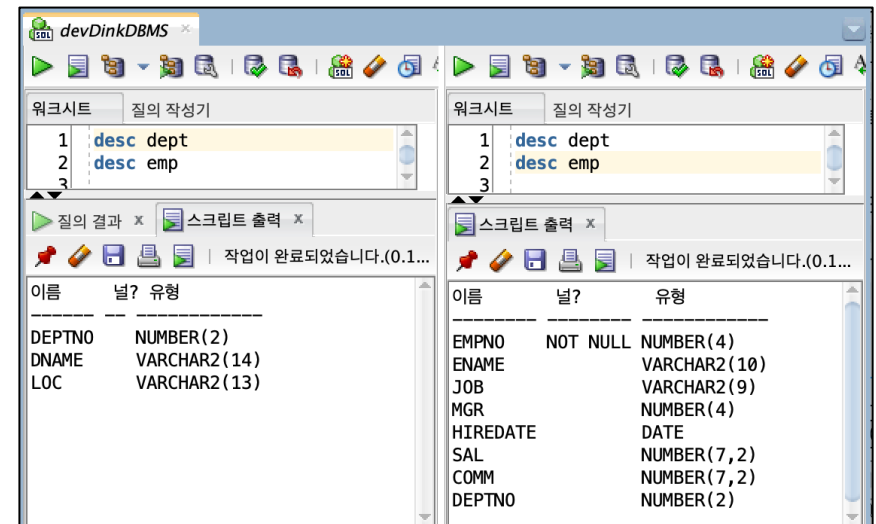 devDinkDBMS
워크시트 질의 작성기
1 desc dept
2 desc emp
3
질의 결과 x 스크립트 출력 x
작업이 완료되었습니다.(0.1...
이름 널? 유형
------ -- ------------
DEPTNO NUMBER(2)
DNAME VARCHAR2(14)
LOC VARCHAR2(13)
워크시트 질의 작성기
1 desc dept
2 desc emp
3
스크립트 출력 x
작업이 완료되었습니다.(0.1...
이름 널? 유형
-------- -------- ------------
EMPNO NOT NULL NUMBER(4)
ENAME VARCHAR2(10)
JOB VARCHAR2(9)
MGR NUMBER(4)
HIREDATE DATE
SAL NUMBER(7,2)
COMM NUMBER(7,2)
DEPTNO NUMBER(2)